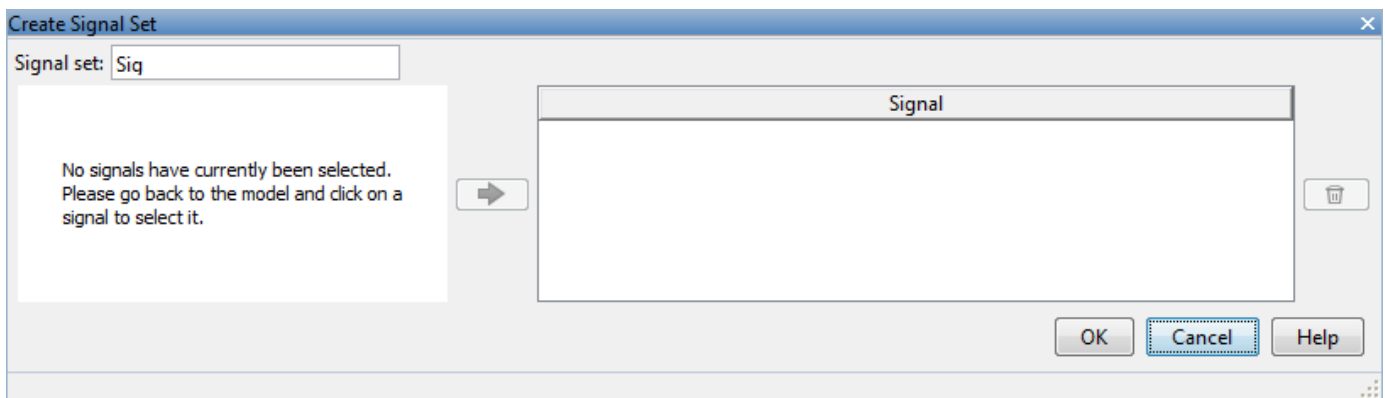 Create Signal Set
Signal set: Sig
Signal
No signals have currently been selected.
Please go back to the model and click on a
signal to select it.
OK Cancel Help